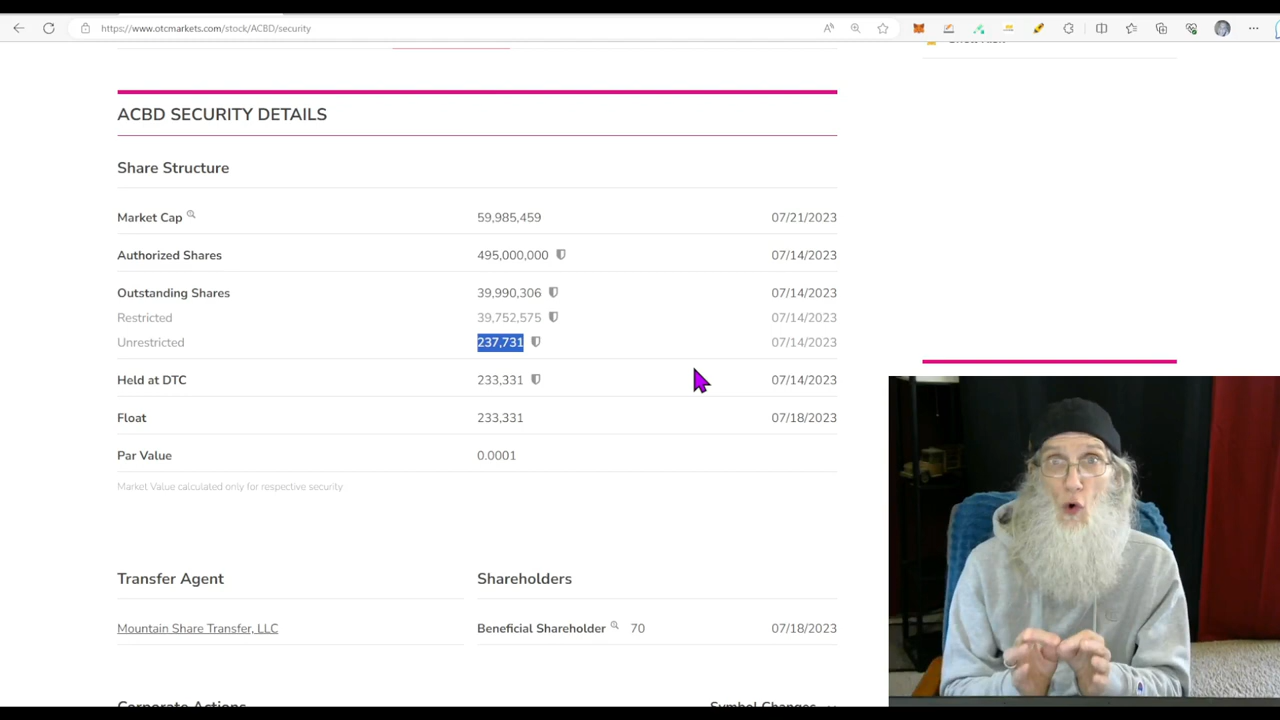 https://www.otcmarkets.com/stock/ACBD/security
ACBD SECURITY DETAILS
Share Structure
Market Cap 59,985,459 07/21/2023
Authorized Shares 495,000,000 07/14/2023
Outstanding Shares 39,990,306 07/14/2023
Restricted 39,752,575 07/14/2023
Unrestricted 237,731 07/14/2023
Held at DTC 233,331 07/14/2023
Float 233,331 07/18/2023
Par Value 0.0001
Market Value calculated only for respective security
Transfer Agent Shareholders
Mountain Share Transfer, LLC Beneficial Shareholder 70 07/18/2023
Corporate Actions Symbol Changes